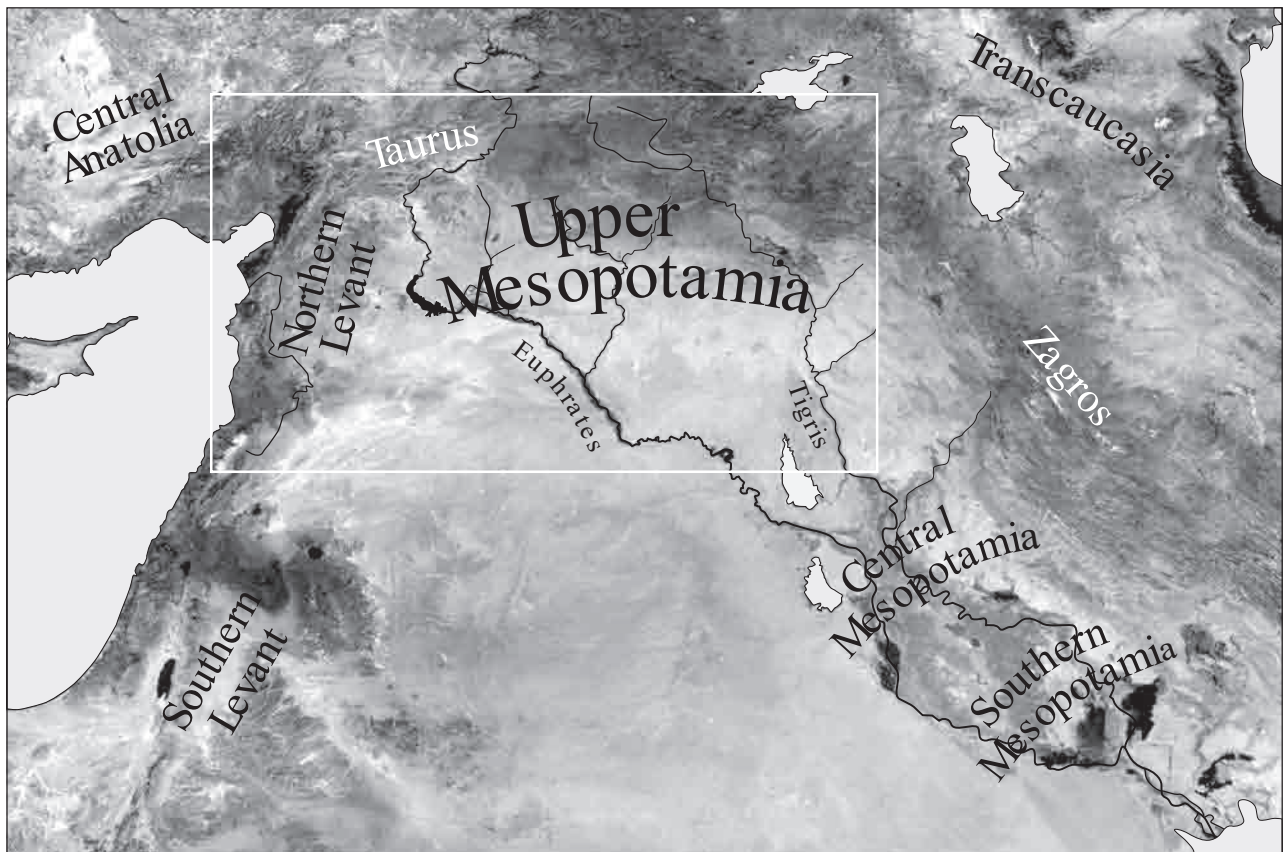 Central
Anatolia
Taurus
Transcaucasia
Upper
Mesopotamia
Northern
Levant
Euphrates
Tigris
Zagros
Central
Mesopotamia
Southern
Levant
Southern
Mesopotamia